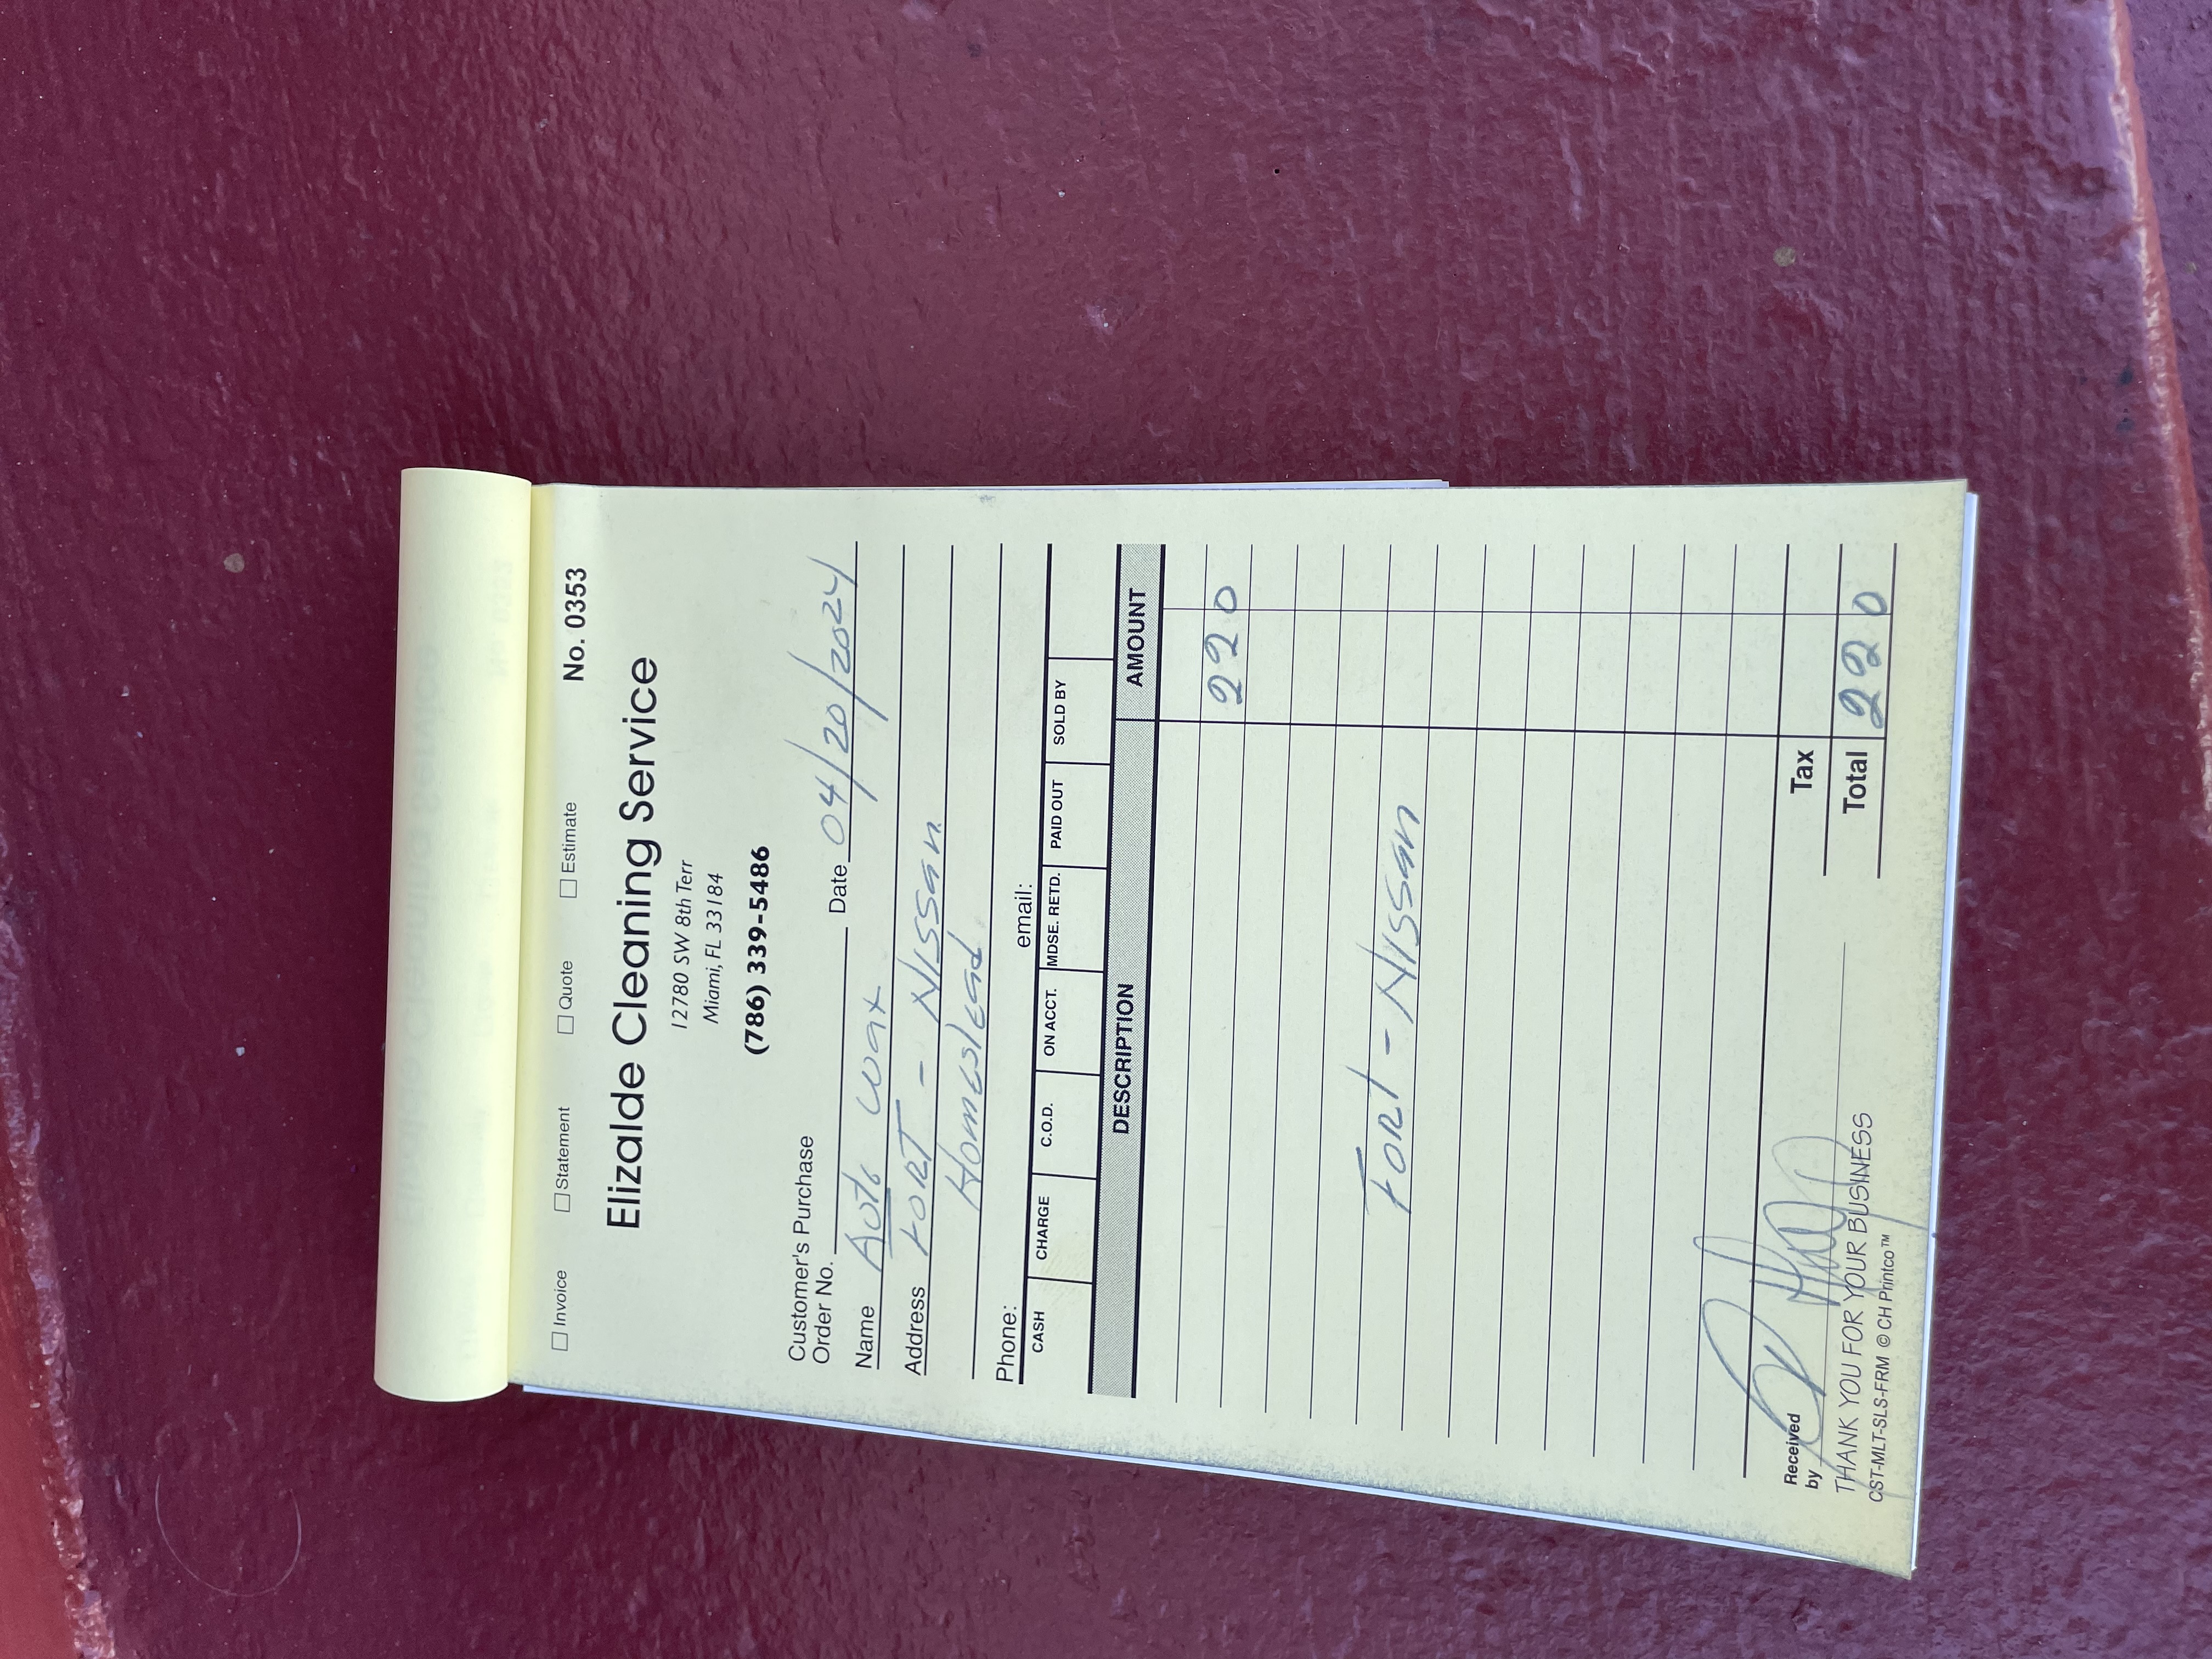 No. 0353
☐ Invoice ☐ Statement ☐ Quote ☐ Estimate
Elizalde Cleaning Service
12780 SW 8th Terr
Miami, FL 33184
(786) 339-5486
Customer's Purchase
Order No. Date 04/20/2024
Name Auto Wax
Address FORT - NISSan
Phone: email:
CASH CHARGE C.O.D. ON ACCT. MDSE. RETD. PAID OUT SOLD BY
DESCRIPTION AMOUNT
220
FORT - NISSan
Tax
Total 220
Received
by
THANK YOU FOR YOUR BUSINESS
CST-MLT-SLS-FRM © CH Printco™